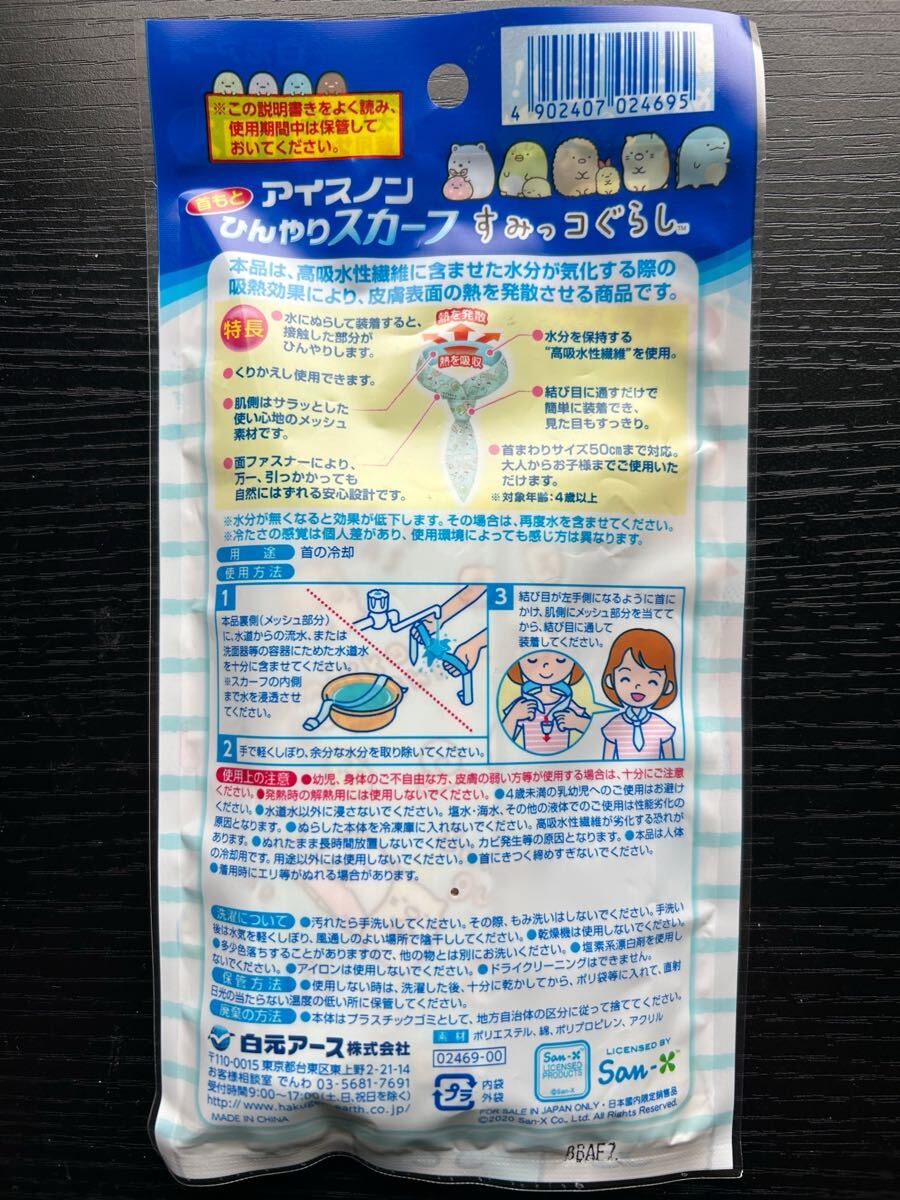 4 902407 024695
※この説明書きをよく読み、
使用期間中は保管して
おいてください。
首もと
アイスノン
ひんやりスカーフ
すみっコぐらし™
本品は、高吸水性繊維に含ませた水分が気化する際の
吸熱効果により、皮膚表面の熱を発散させる商品です。
特長
●水にぬらして装着すると、
接触した部分が
ひんやりします。
●くりかえし使用できます。
●肌側はサラッとした
使い心地のメッシュ
素材です。
●面ファスナーにより、
万一、引っかかっても
自然にはずれる安心設計です。
熱を発散
熱を吸収
●水分を保持する
“高吸水性繊維”を使用。
●結び目に通すだけで
簡単に装着でき、
見た目もすっきり。
●首まわりサイズ50cmまで対応。
大人からお子様までご使用いた
だけます。
※対象年齢：4歳以上
※水分が無くなると効果が低下します。その場合は、再度水を含ませてください。
※冷たさの感覚は個人差があり、使用環境によっても感じ方は異なります。
用途 首の冷却
使用方法
1
本品裏側(メッシュ部分)
に、水道からの流水、または
洗面器等の容器にためた水道水
を十分に含ませてください。
※スカーフの内側
まで水を浸透させ
てください。
2 手で軽くしぼり、余分な水分を取り除いてください。
3
結び目が左手側になるように首に
かけ、肌側にメッシュ部分を当てて
から、結び目に通して
装着してください。
使用上の注意 ●幼児、身体のご不自由な方、皮膚の弱い方等が使用する場合は、十分にご注意
ください。●発熱時の解熱用には使用しないでください。●4歳未満の乳幼児へのご使用はお避け
ください。●水道水以外に浸さないでください。塩水・海水、その他の液体でのご使用は性能劣化の
原因となります。●ぬらした本体を冷凍庫に入れないでください。高吸水性繊維が劣化する恐れが
あります。●ぬれたまま長時間放置しないでください。カビ発生等の原因となります。●本品は人体
の冷却用です。用途以外には使用しないでください。●首にきつく締めすぎないでください。
●着用時にエリ等がぬれる場合があります。
洗濯について ●汚れたら手洗いしてください。その際、もみ洗いはしないでください。手洗い
後は水気を軽くしぼり、風通しのよい場所で陰干ししてください。●乾燥機は使用しないでください。
●多少色落ちすることがありますので、他の物とは別にお洗いください。●塩素系漂白剤を使用し
ないでください。●アイロンは使用しないでください。●ドライクリーニングはできません。
保管方法 ●使用しない時は、洗濯した後、十分に乾かしてから、ポリ袋等に入れて、直射
日光の当たらない温度の低い所に保管してください。
廃棄の方法 ●本体はプラスチックゴミとして、地方自治体の区分に従って捨ててください。
白元アース株式会社
〒110-0015 東京都台東区東上野2-21-14
お客様相談室 でんわ 03-5681-7691
受付時間9:00～17:00(土、日、祝日を除く)
http://www.hakugen-earth.co.jp/
MADE IN CHINA
素材 ポリエステル、綿、ポリプロピレン、アクリル
02469-00
プラ
内袋
外袋
San-X
LICENSED
PRODUCTS
©San-X
LICENSED BY
San-X
FOR SALE IN JAPAN ONLY・日本国内限定販売品
©2020 San-X Co., Ltd. All Rights Reserved.
BBAF7